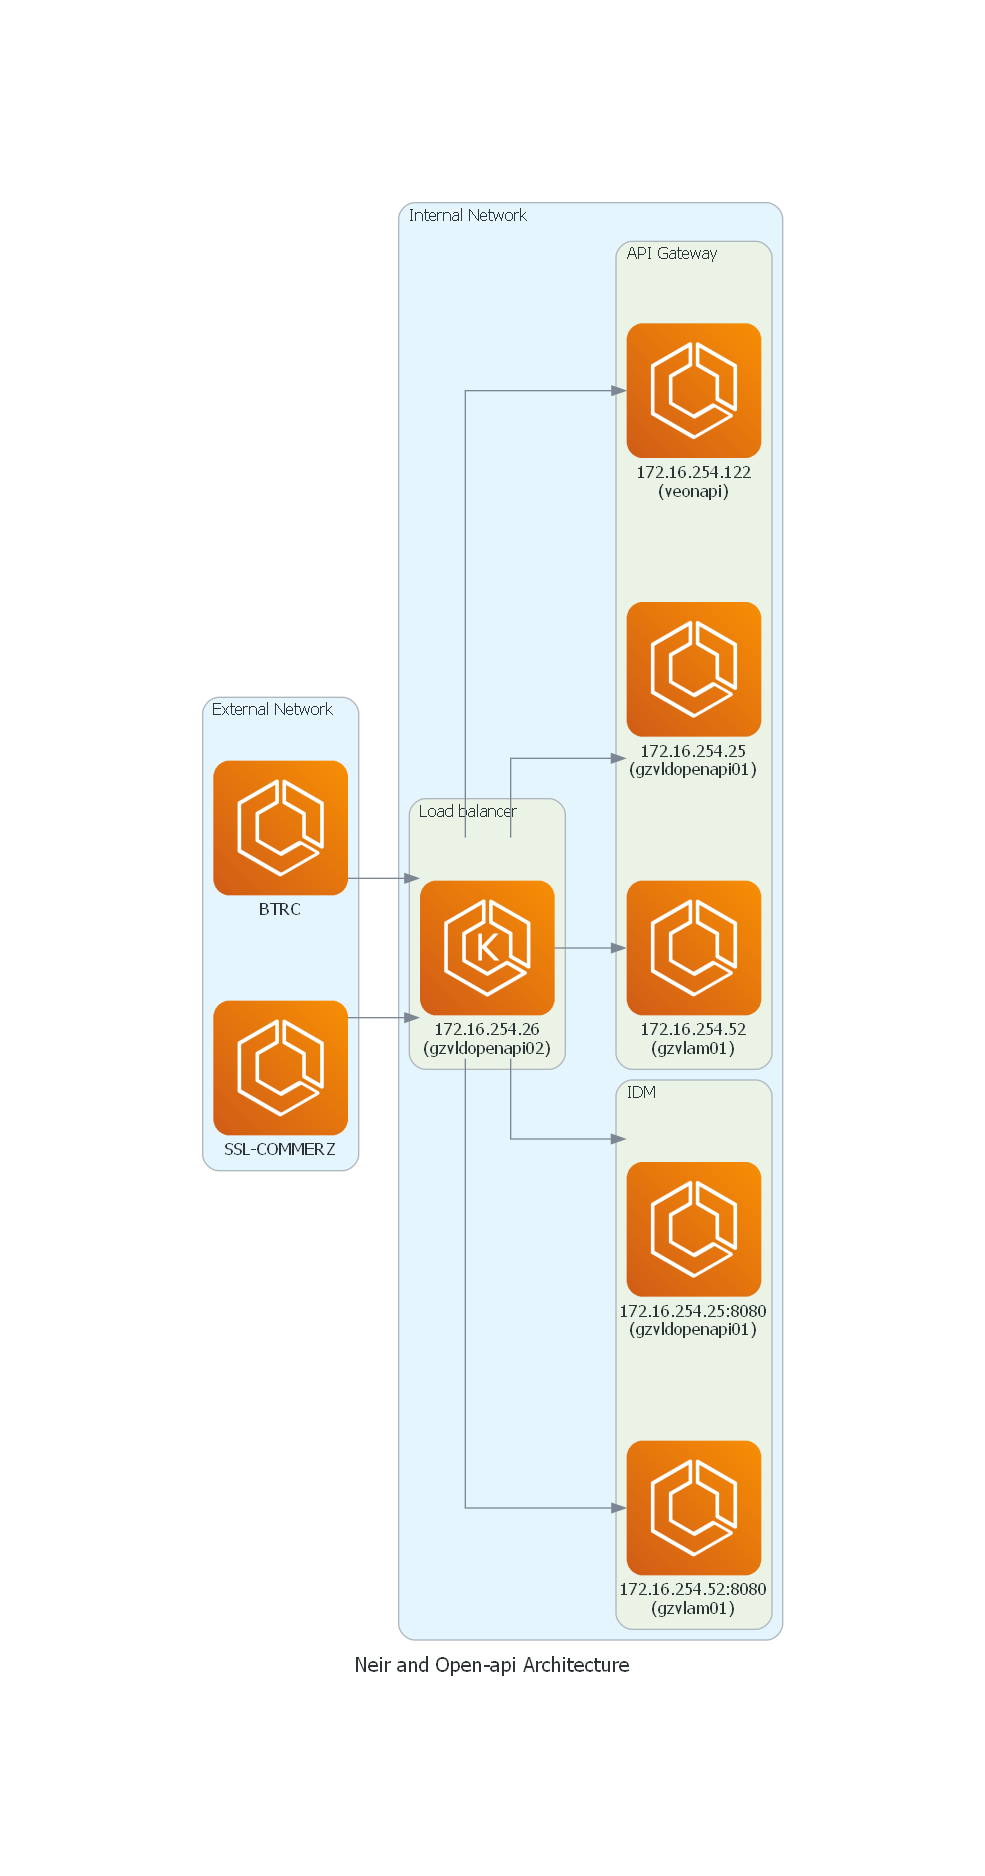 Internal Network
API Gateway
172.16.254.122
(veonapi)
172.16.254.25
(gzvldopenapi01)
External Network
BTRC
Load balancer
K
172.16.254.26
(gzvldopenapi02)
172.16.254.52
(gzvlam01)
SSL-COMMERZ
IDM
172.16.254.25:8080
(gzvldopenapi01)
172.16.254.52:8080
(gzvlam01)
Neir and Open-api Architecture